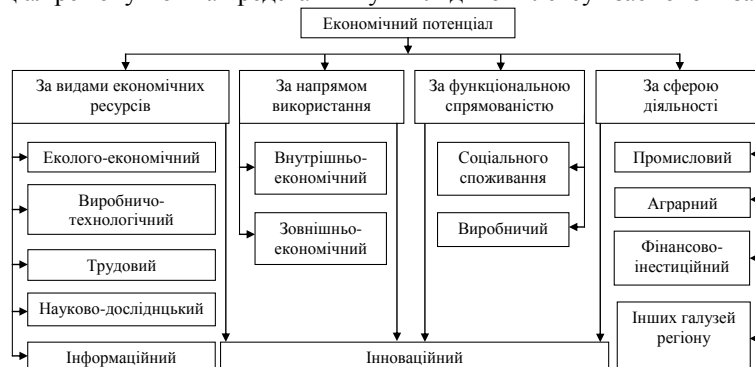 Економічний потенціал
За видами економічних
ресурсів
За напрямом
використання
За функціональною
спрямованістю
За сферою
діяльності
Еколого-економічний
Виробничо-
технологічний
Трудовий
Науково-досліднцький
Інформаційний
Внутрішньо-
економічний
Зовнішньо-
економічний
Соціального
споживання
Виробничий
Промисловий
Аграрний
Фінансово-
інестиційний
Інших галузей
регіону
Інноваційний